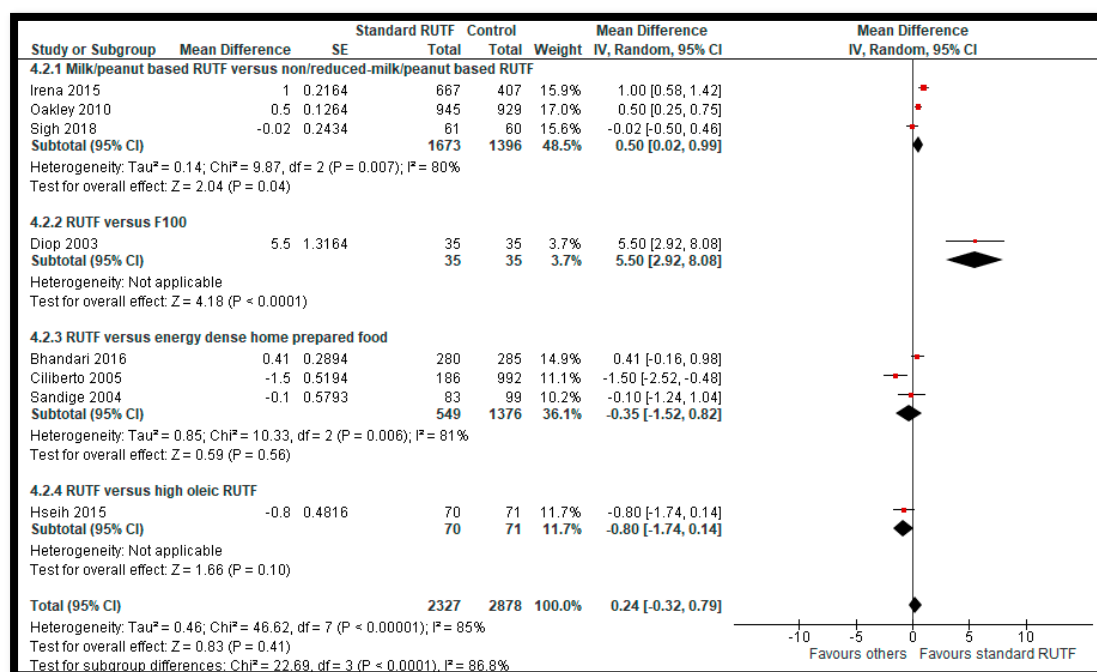 Standard RUTF Control Mean Difference Mean Difference
Study or Subgroup Mean Difference SE Total Total Weight IV, Random, 95% CI IV, Random, 95% CI
4.2.1 Milk/peanut based RUTF versus non/reduced-milk/peanut based RUTF
Irena 2015 1 0.2164 667 407 15.9% 1.00 [0.58, 1.42]
Oakley 2010 0.5 0.1264 945 929 17.0% 0.50 [0.25, 0.75]
Sigh 2018 -0.02 0.2434 61 60 15.6% -0.02 [-0.50, 0.46]
Subtotal (95% CI) 1673 1396 48.5% 0.50 [0.02, 0.99]
Heterogeneity: Tau² = 0.14; Chi² = 9.87, df = 2 (P = 0.007); I² = 80%
Test for overall effect: Z = 2.04 (P = 0.04)
4.2.2 RUTF versus F100
Diop 2003 5.5 1.3164 35 35 3.7% 5.50 [2.92, 8.08]
Subtotal (95% CI) 35 35 3.7% 5.50 [2.92, 8.08]
Heterogeneity: Not applicable
Test for overall effect: Z = 4.18 (P < 0.0001)
4.2.3 RUTF versus energy dense home prepared food
Bhandari 2016 0.41 0.2894 280 285 14.9% 0.41 [-0.16, 0.98]
Ciliberto 2005 -1.5 0.5194 186 992 11.1% -1.50 [-2.52, -0.48]
Sandige 2004 -0.1 0.5793 83 99 10.2% -0.10 [-1.24, 1.04]
Subtotal (95% CI) 549 1376 36.1% -0.35 [-1.52, 0.82]
Heterogeneity: Tau² = 0.85; Chi² = 10.33, df = 2 (P = 0.006); I² = 81%
Test for overall effect: Z = 0.59 (P = 0.56)
4.2.4 RUTF versus high oleic RUTF
Hseih 2015 -0.8 0.4816 70 71 11.7% -0.80 [-1.74, 0.14]
Subtotal (95% CI) 70 71 11.7% -0.80 [-1.74, 0.14]
Heterogeneity: Not applicable
Test for overall effect: Z = 1.66 (P = 0.10)
Total (95% CI) 2327 2878 100.0% 0.24 [-0.32, 0.79]
Heterogeneity: Tau² = 0.46; Chi² = 46.62, df = 7 (P < 0.00001); I² = 85%
Test for overall effect: Z = 0.83 (P = 0.41)
Test for subgroup differences: Chi² = 22.69, df = 3 (P < 0.0001), I² = 86.8%
-10 -5 0 5 10
Favours others Favours standard RUTF